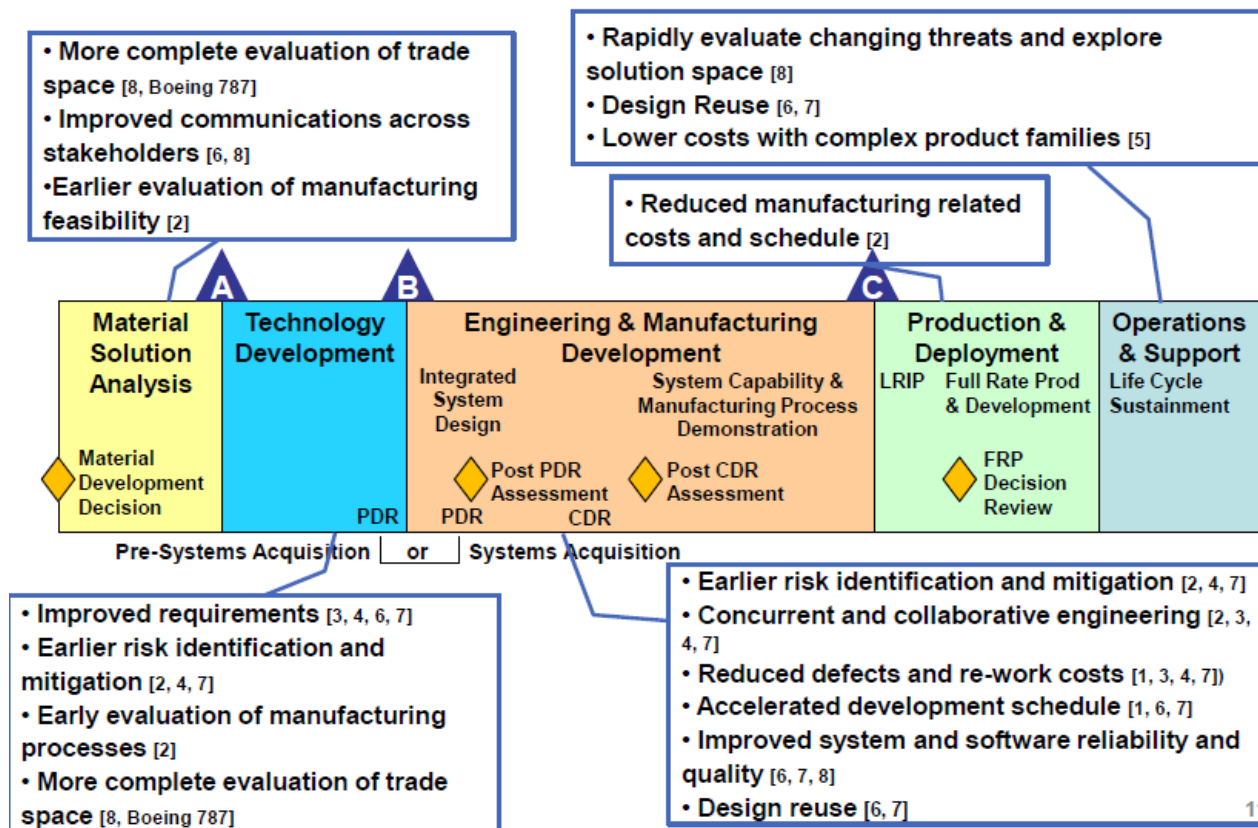 • More complete evaluation of trade
space [8, Boeing 787]
• Improved communications across
stakeholders [6, 8]
•Earlier evaluation of manufacturing
feasibility [2]
• Rapidly evaluate changing threats and explore
solution space [8]
• Design Reuse [6, 7]
• Lower costs with complex product families [5]
• Reduced manufacturing related
costs and schedule [2]
A
B
C
Material
Solution
Analysis
Material
Development
Decision
Technology
Development
PDR
Engineering & Manufacturing
Development
Integrated
System
Design
System Capability &
Manufacturing Process
Demonstration
Post PDR
Assessment
Post CDR
Assessment
PDR
CDR
Production &
Deployment
LRIP
Full Rate Prod
& Development
FRP
Decision
Review
Operations
& Support
Life Cycle
Sustainment
Pre-Systems Acquisition
or
Systems Acquisition
• Improved requirements [3, 4, 6, 7]
• Earlier risk identification and
mitigation [2, 4, 7]
• Early evaluation of manufacturing
processes [2]
• More complete evaluation of trade
space [8, Boeing 787]
• Earlier risk identification and mitigation [2, 4, 7]
• Concurrent and collaborative engineering [2, 3,
4, 7]
• Reduced defects and re-work costs [1, 3, 4, 7])
• Accelerated development schedule [1, 6, 7]
• Improved system and software reliability and
quality [6, 7, 8]
• Design reuse [6, 7]